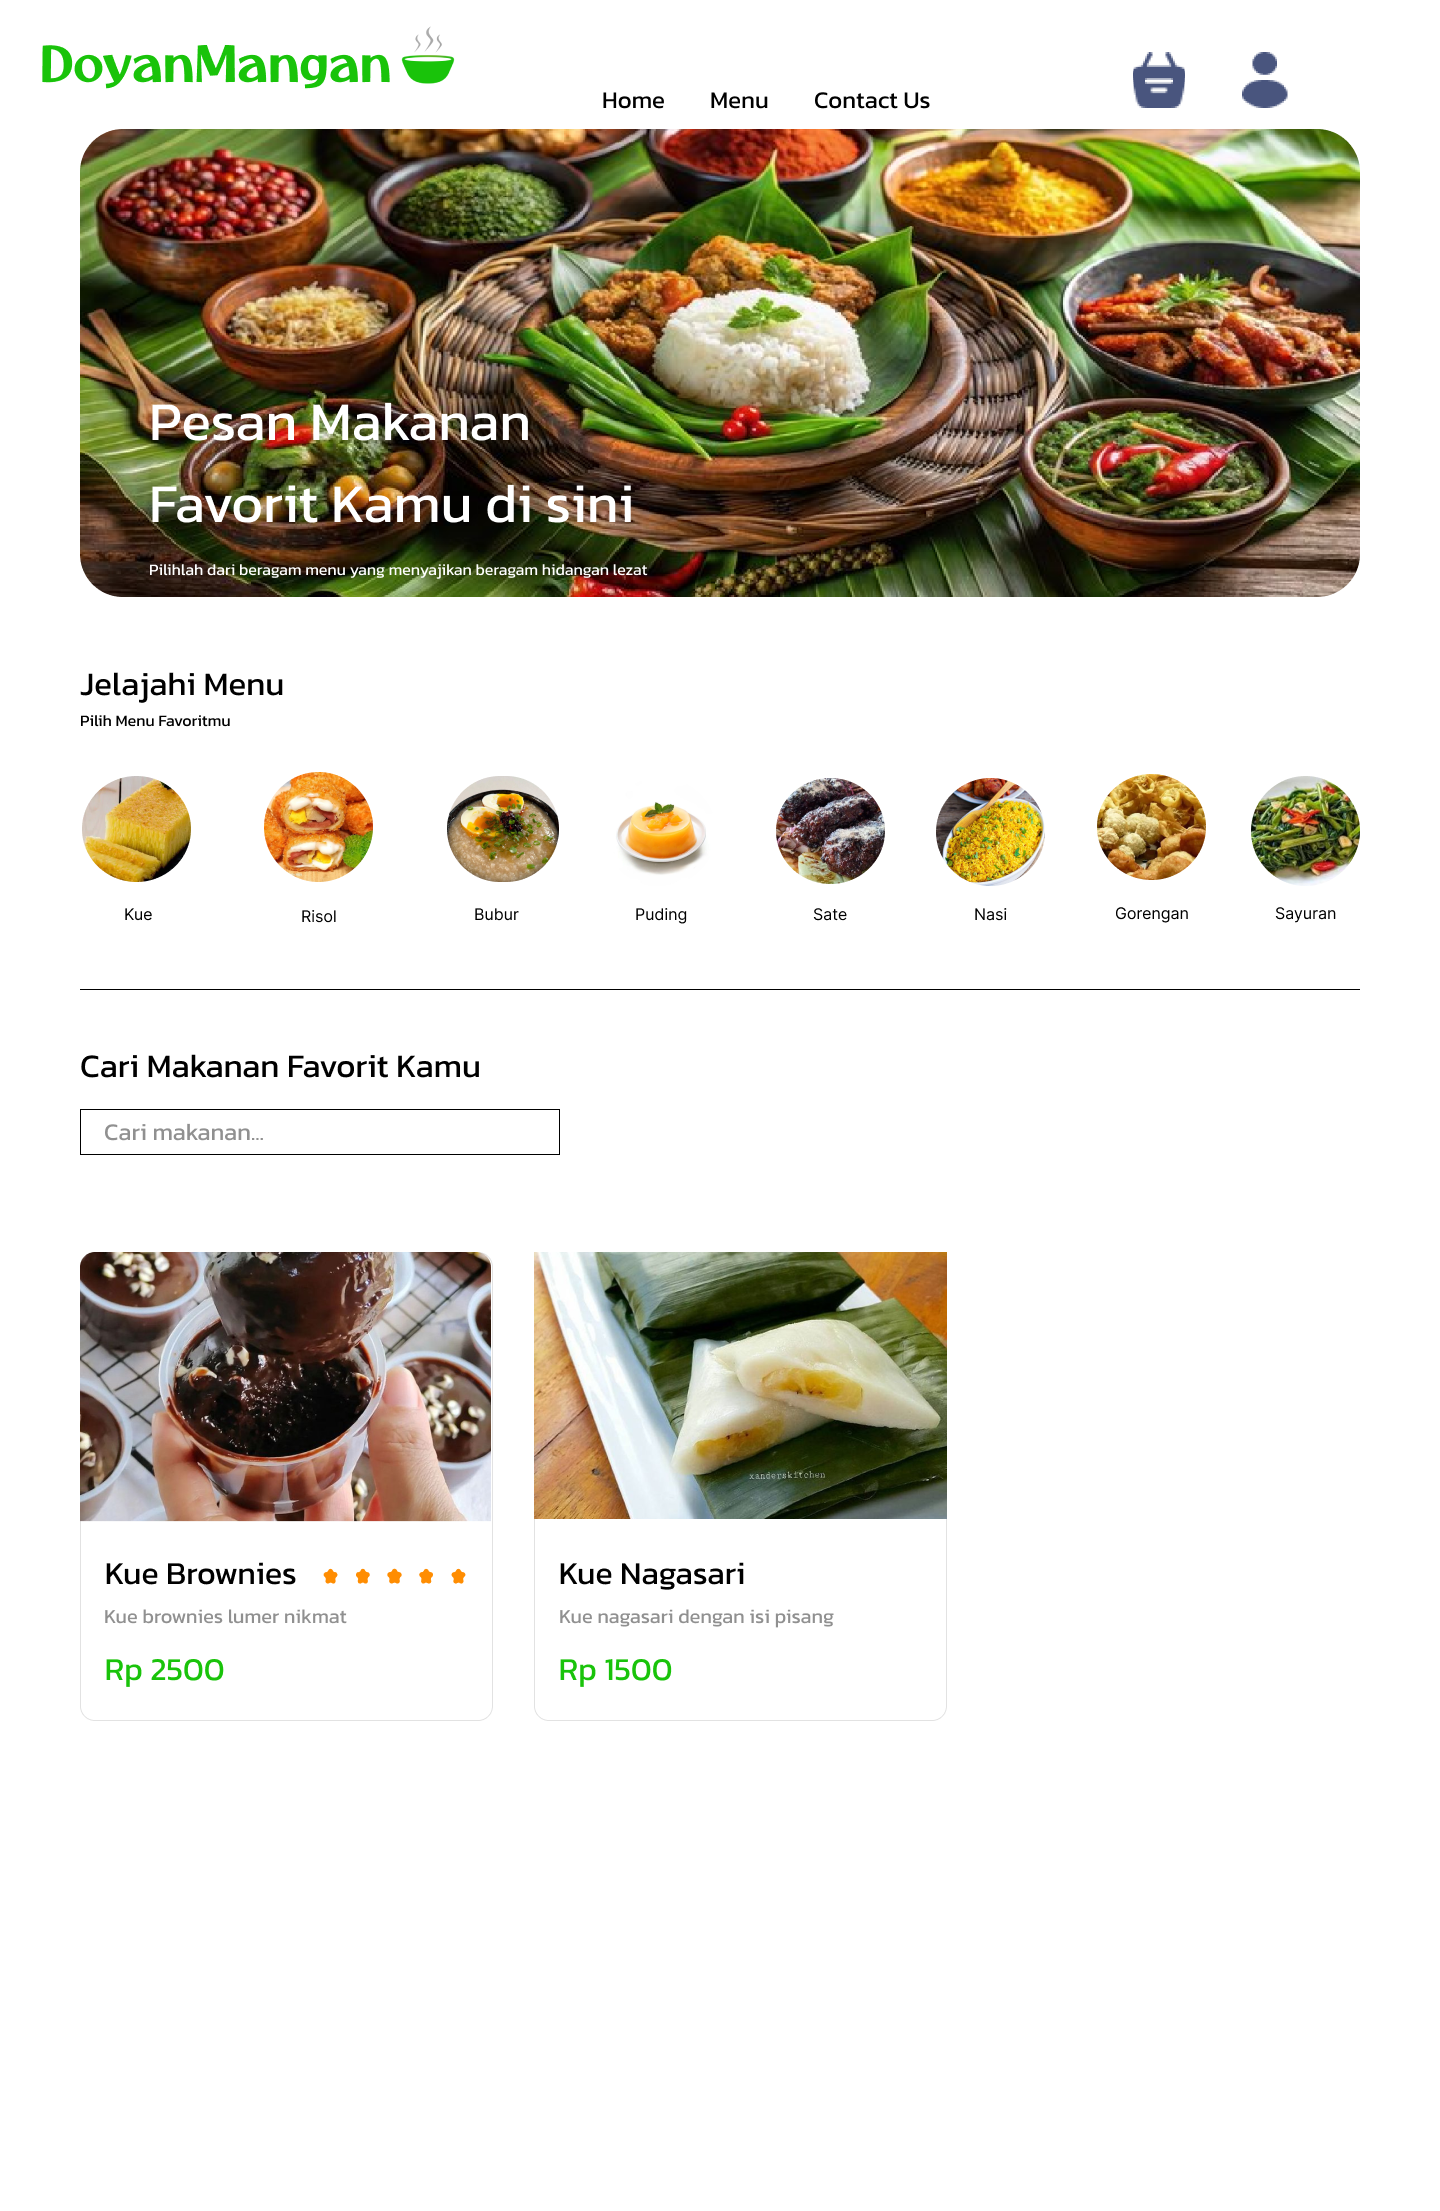 DoyanMangan
Home Menu Contact Us
Pesan Makanan
Favorit Kamu di sini
Pilihlah dari beragam menu yang menyajikan beragam hidangan lezat
Jelajahi Menu
Pilih Menu Favoritmu
Kue Risol Bubur Puding Sate Nasi Gorengan Sayuran
Cari Makanan Favorit Kamu
Cari makanan...
xanderskitchen
Kue Brownies
Kue brownies lumer nikmat
Rp 2500
Kue Nagasari
Kue nagasari dengan isi pisang
Rp 1500